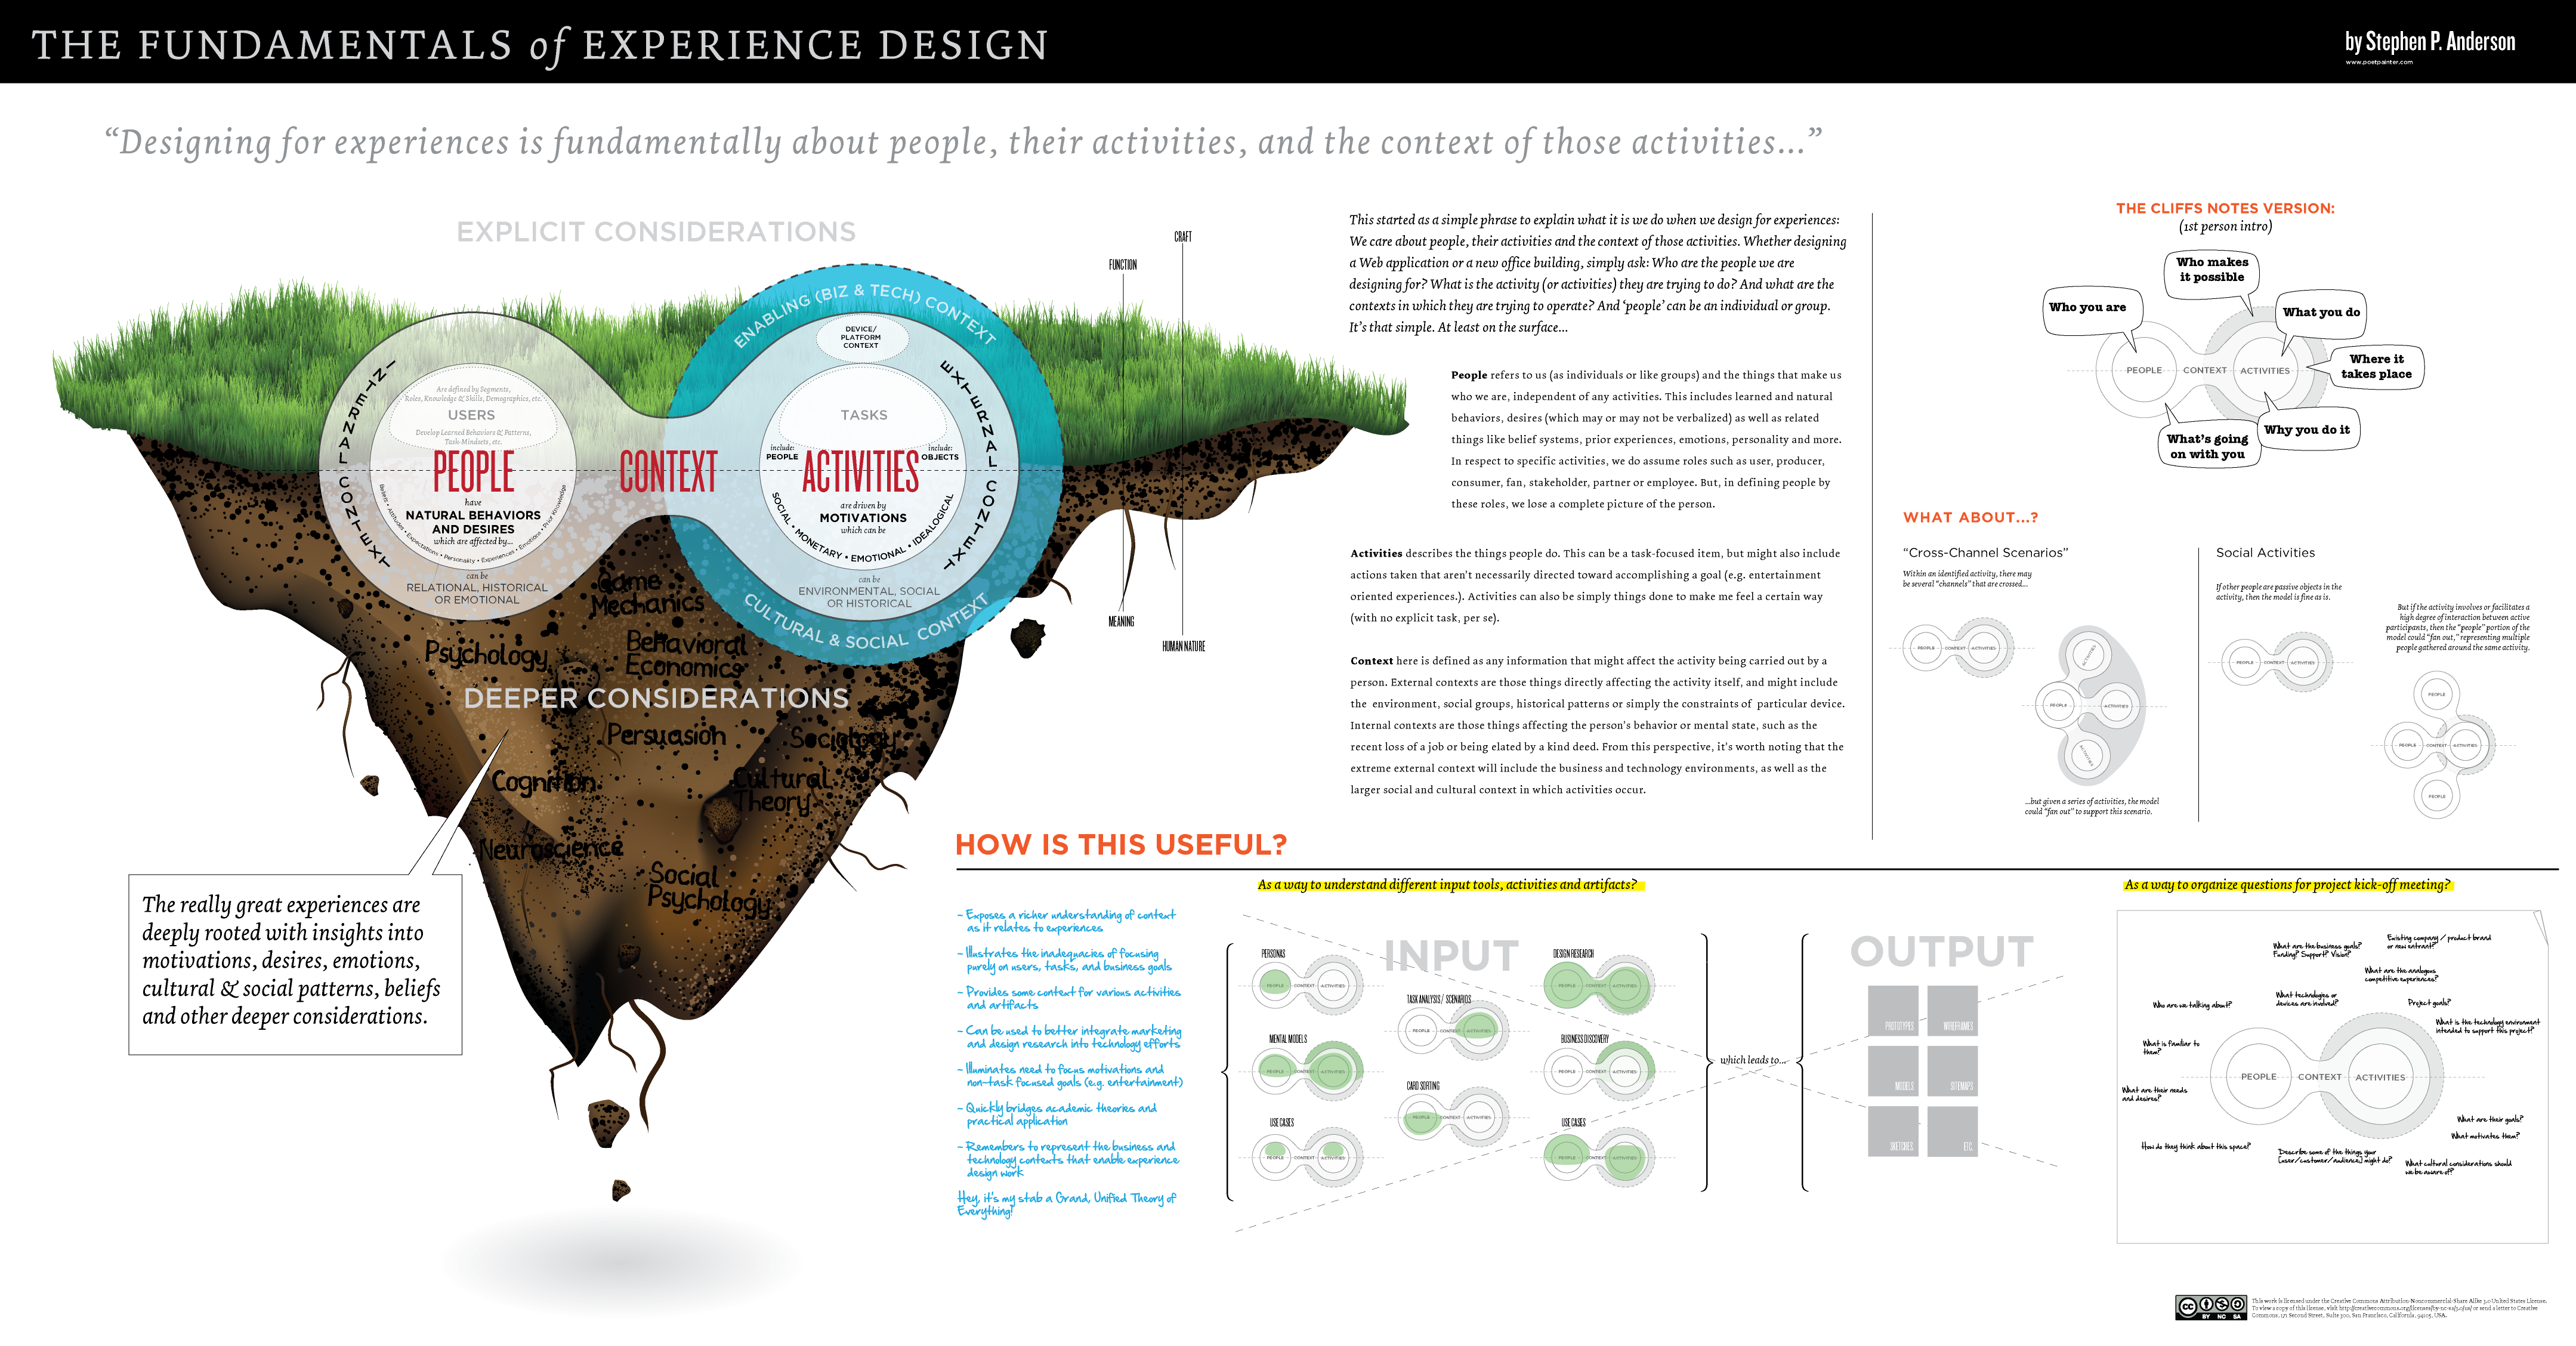 THE FUNDAMENTALS of EXPERIENCE DESIGN
by Stephen P. Anderson
www.poetpainter.com
“Designing for experiences is fundamentally about people, their activities, and the context of those activities...”
EXPLICIT CONSIDERATIONS
CRAFT
FUNCTION
ENABLING (BIZ & TECH) CONTEXT
DEVICE/
PLATFORM
CONTEXT
INTERNAL CONTEXT
EXTERNAL CONTEXT
Are defined by Segments,
Roles, Knowledge & Skills, Demographics, etc.
USERS
Develop Learned Behaviors & Patterns,
Task-Mindsets, etc.
TASKS
include:
PEOPLE
include:
OBJECTS
PEOPLE
CONTEXT
ACTIVITIES
have
NATURAL BEHAVIORS
AND DESIRES
which are affected by...
Beliefs • Attitudes • Expectations • Personality • Experiences • Emotions • Prior Knowledge
are driven by
MOTIVATIONS
which can be
SOCIAL • MONETARY • EMOTIONAL • IDEALOGICAL
can be
RELATIONAL, HISTORICAL
OR EMOTIONAL
can be
ENVIRONMENTAL, SOCIAL
OR HISTORICAL
CULTURAL & SOCIAL CONTEXT
MEANING
HUMAN NATURE
Game
Mechanics
Psychology
Behavioral
Economics
DEEPER CONSIDERATIONS
Persuasion
Sociology
Cognition
Cultural
Theory
Neuroscience
Social
Psychology
The really great experiences are
deeply rooted with insights into
motivations, desires, emotions,
cultural & social patterns, beliefs
and other deeper considerations.
This started as a simple phrase to explain what it is we do when we design for experiences:
We care about people, their activities and the context of those activities. Whether designing
a Web application or a new office building, simply ask: Who are the people we are
designing for? What is the activity (or activities) they are trying to do? And what are the
contexts in which they are trying to operate? And ‘people’ can be an individual or group.
It’s that simple. At least on the surface...
People refers to us (as individuals or like groups) and the things that make us
who we are, independent of any activities. This includes learned and natural
behaviors, desires (which may or may not be verbalized) as well as related
things like belief systems, prior experiences, emotions, personality and more.
In respect to specific activities, we do assume roles such as user, producer,
consumer, fan, stakeholder, partner or employee. But, in defining people by
these roles, we lose a complete picture of the person.
Activities describes the things people do. This can be a task-focused item, but might also include
actions taken that aren't necessarily directed toward accomplishing a goal (e.g. entertainment
oriented experiences.). Activities can also be simply things done to make me feel a certain way
(with no explicit task, per se).
Context here is defined as any information that might affect the activity being carried out by a
person. External contexts are those things directly affecting the activity itself, and might include
the environment, social groups, historical patterns or simply the constraints of particular device.
Internal contexts are those things affecting the person's behavior or mental state, such as the
recent loss of a job or being elated by a kind deed. From this perspective, it's worth noting that the
extreme external context will include the business and technology environments, as well as the
larger social and cultural context in which activities occur.
THE CLIFFS NOTES VERSION:
(1st person intro)
Who makes
it possible
Who you are
What you do
Where it
takes place
PEOPLE
CONTEXT
ACTIVITIES
What's going
on with you
Why you do it
WHAT ABOUT...?
“Cross-Channel Scenarios”
Within an identified activity, there may
be several “channels” that are crossed...
PEOPLE CONTEXT ACTIVITIES
ACTIVITIES
PEOPLE
ACTIVITIES
ACTIVITIES
...but given a series of activities, the model
could “fan out” to support this scenario.
Social Activities
If other people are passive objects in the
activity, then the model is fine as is.
But if the activity involves or facilitates a
high degree of interaction between active
participants, then the “people” portion of the
model could “fan out,” representing multiple
people gathered around the same activity.
PEOPLE CONTEXT ACTIVITIES
PEOPLE
PEOPLE CONTEXT ACTIVITIES
PEOPLE
HOW IS THIS USEFUL?
~ Exposes a richer understanding of context
as it relates to experiences
~ Illustrates the inadequacies of focusing
purely on users, tasks, and business goals
~ Provides some context for various activities
and artifacts
~ Can be used to better integrate marketing
and design research into technology efforts
~ Illuminates need to focus motivations and
non-task focused goals (e.g. entertainment)
~ Quickly bridges academic theories and
practical application
~ Remembers to represent the business and
technology contexts that enable experience
design work
Hey, it's my stab a Grand, Unified Theory of
Everything!
As a way to understand different input tools, activities and artifacts?
INPUT
PERSONAS
PEOPLE CONTEXT ACTIVITIES
MENTAL MODELS
PEOPLE CONTEXT ACTIVITIES
USE CASES
PEOPLE CONTEXT ACTIVITIES
TASK ANALYSIS / SCENARIOS
PEOPLE CONTEXT ACTIVITIES
CARD SORTING
PEOPLE CONTEXT ACTIVITIES
DESIGN RESEARCH
PEOPLE CONTEXT ACTIVITIES
BUSINESS DISCOVERY
PEOPLE CONTEXT ACTIVITIES
USE CASES
PEOPLE CONTEXT ACTIVITIES
which leads to...
OUTPUT
PROTOTYPES
WIREFRAMES
MODELS
SITEMAPS
SKETCHES
ETC.
As a way to organize questions for project kick-off meeting?
What are the business goals?
Funding? Support? Vision?
Existing company / product brand
or new entrant?
What are the analogous
competitive experiences?
Who are we talking about?
What technologies or
devices are involved?
Project goals?
What is the technology environment
intended to support this project?
What is familiar to
them?
PEOPLE
CONTEXT
ACTIVITIES
What are their needs
and desires?
What are their goals?
What motivates them?
How do they think about this space?
Describe some of the things your
[user/customer/audience] might do?
What cultural considerations should
we be aware of?
cc
BY NC SA
This work is licensed under the Creative Commons Attribution-Noncommercial-Share Alike 3.0 United States License.
To view a copy of this license, visit http://creativecommons.org/licenses/by-nc-sa/3.0/us/ or send a letter to Creative
Commons, 171 Second Street, Suite 300, San Francisco, California, 94105, USA.